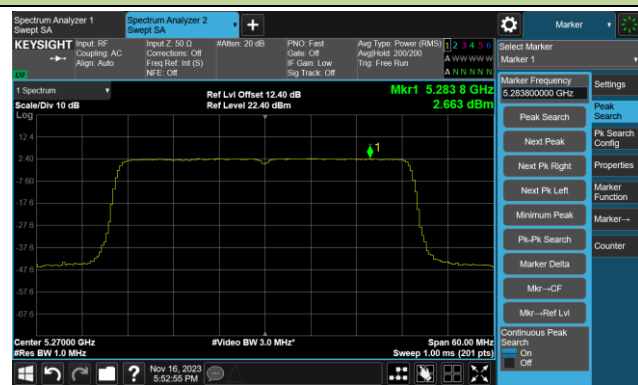 Spectrum Analyzer 1
Swept SA
Spectrum Analyzer 2
Swept SA
+
Marker
KEYSIGHT
Input: RF
Coupling: AC
Align: Auto
Input Z: 50 Ω
Corrections: Off
Freq Ref: Int (S)
NFE: Off
#Atten: 20 dB
PNO: Fast
Gate: Off
IF Gain: Low
Sig Track: Off
Avg Type: Power (RMS)
Avg|Hold: 200/200
Trig: Free Run
1 2 3 4 5 6
A W W W W W
A N N N N N
LXI
Select Marker
Marker 1
1 Spectrum
Scale/Div 10 dB
Log
Ref Lvl Offset 12.40 dB
Ref Level 22.40 dBm
Mkr1 5.283 8 GHz
2.663 dBm
12.4
2.40
-7.60
-17.6
-27.6
-37.6
-47.6
-57.6
-67.6
1
Center 5.27000 GHz
#Res BW 1.0 MHz
#Video BW 3.0 MHz*
Span 60.00 MHz
Sweep 1.00 ms (201 pts)
Marker Frequency
5.283800000 GHz
Peak Search
Next Peak
Next Pk Right
Next Pk Left
Minimum Peak
Pk-Pk Search
Marker Delta
Mkr→CF
Mkr→Ref Lvl
Continuous Peak
Search
On
Off
Settings
Peak
Search
Pk Search
Config
Properties
Marker
Function
Marker→
Counter
?
Nov 16, 2023
5:52:55 PM